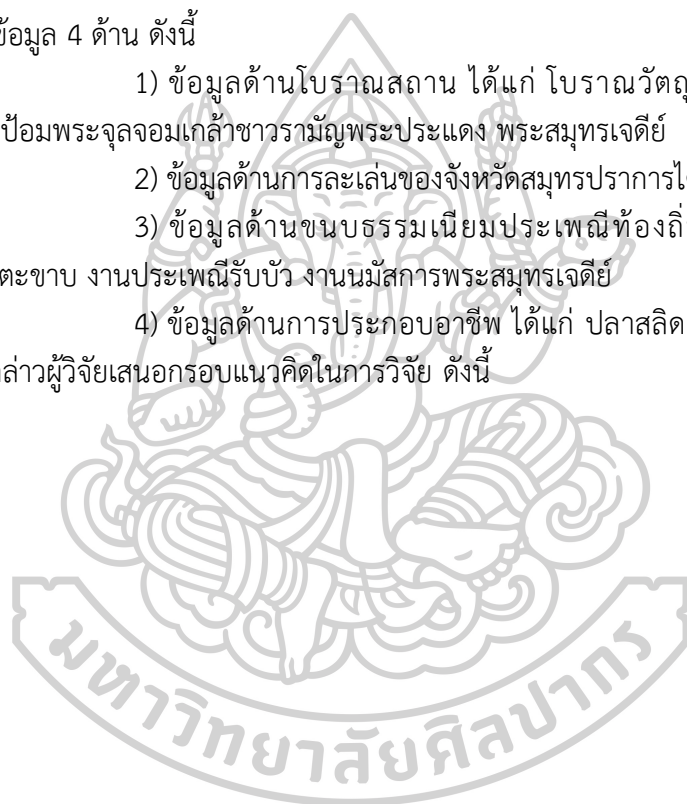 ข้อมูล 4 ด้าน ดังนี้
1) ข้อมูลด้านโบราณสถาน ได้แก่ โบราณวัตถุ
ป้อมพระจุลจอมเกล้าชาวรามัญพระประแดง พระสมุทรเจดีย์
2) ข้อมูลด้านการละเล่นของจังหวัดสมุทรปราการ
3) ข้อมูลด้านขนบธรรมเนียมประเพณีท้องถิ่
ตะขาบ งานประเพณีรับบัว งานนมัสการพระสมุทรเจดีย์
4) ข้อมูลด้านการประกอบอาชีพ ได้แก่ ปลาสลิด
ล่าวผู้วิจัยเสนอกรอบแนวคิดในการวิจัย ดังนี้
มหาวิทยาลัยศิลปากร